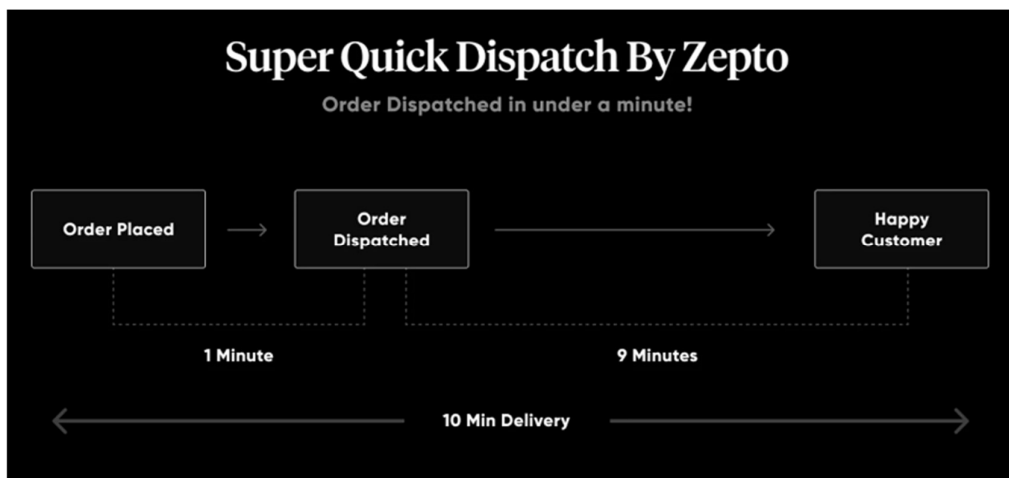 Super Quick Dispatch By Zepto
Order Dispatched in under a minute!
Order Placed
Order
Dispatched
Happy
Customer
1 Minute
9 Minutes
10 Min Delivery